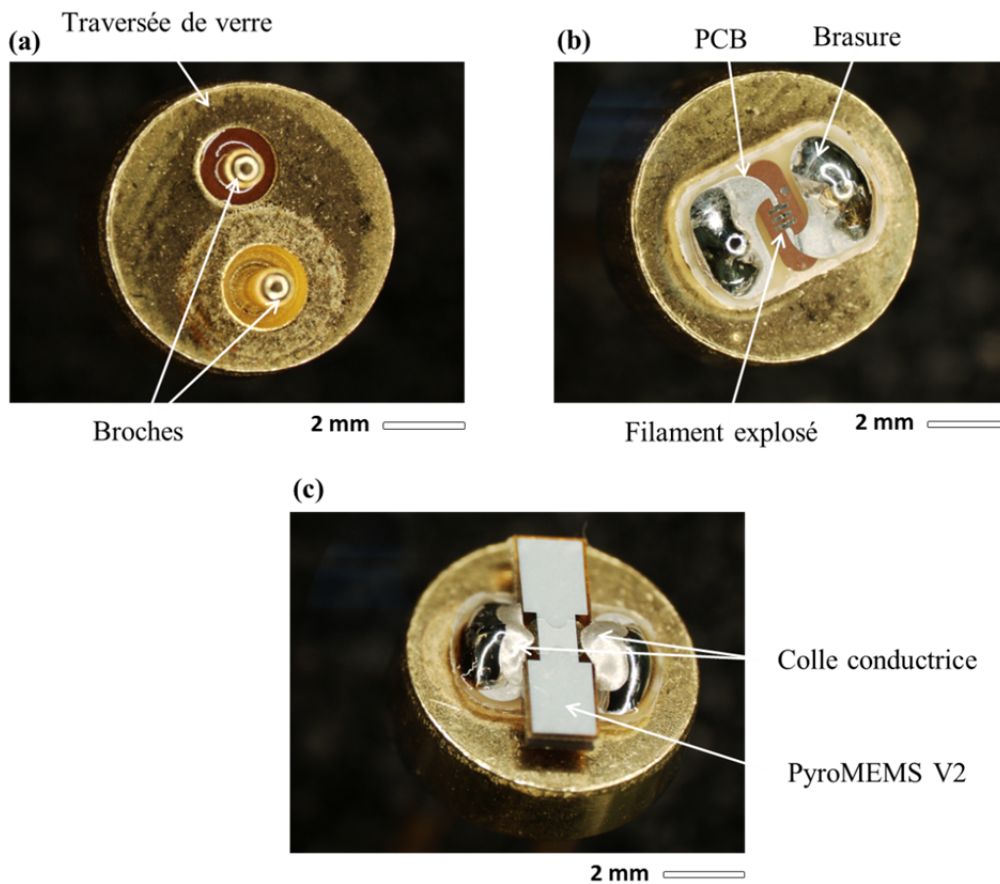 (a)
Traversée de verre
Broches
2 mm
(b)
PCB
Brasure
Filament explosé
2 mm
(c)
Colle conductrice
PyroMEMS V2
2 mm